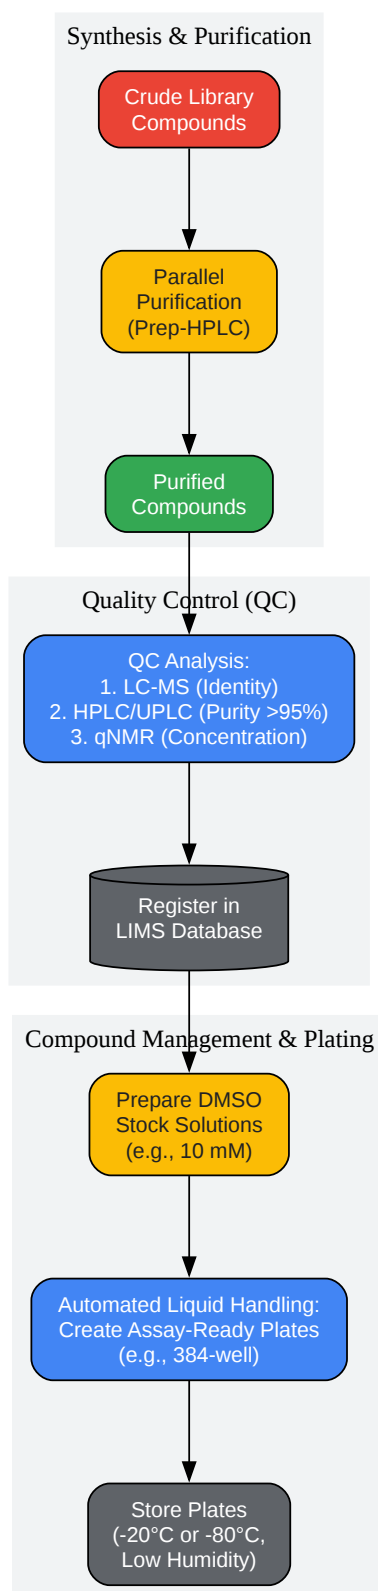 Synthesis & Purification
Crude Library
Compounds
Parallel
Purification
(Prep-HPLC)
Purified
Compounds
Quality Control (QC)
QC Analysis:
1. LC-MS (Identity)
2. HPLC/UPLC (Purity >95%)
3. qNMR (Concentration)
Register in
LIMS Database
Compound Management & Plating
Prepare DMSO
Stock Solutions
(e.g., 10 mM)
Automated Liquid Handling:
Create Assay-Ready Plates
(e.g., 384-well)
Store Plates
(-20°C or -80°C,
Low Humidity)